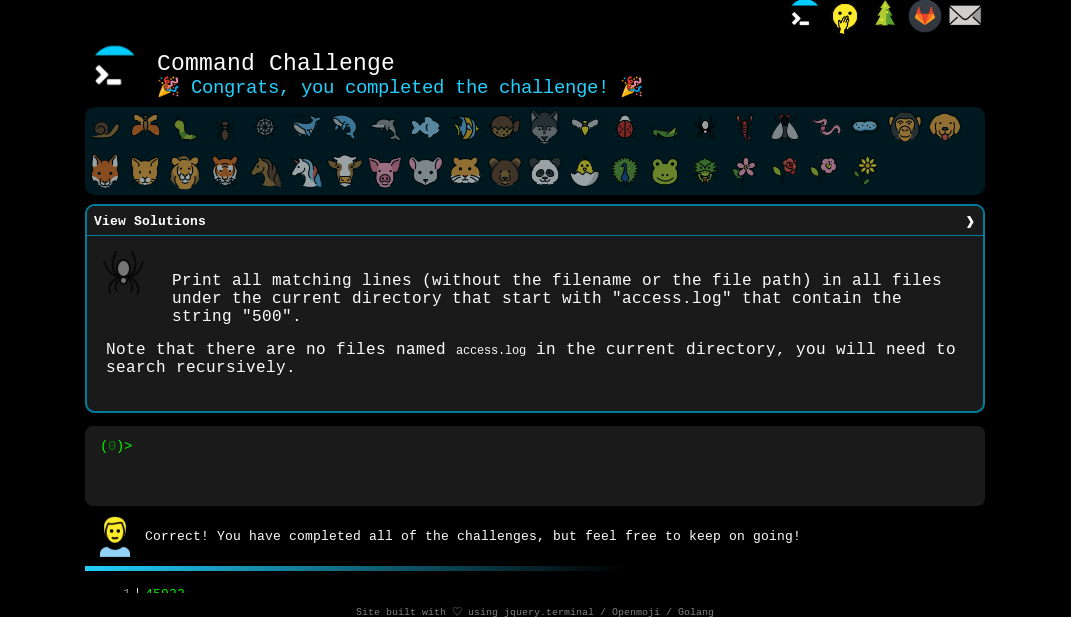 Command Challenge
🎉 Congrats, you completed the challenge! 🎉
View Solutions ❯
Print all matching lines (without the filename or the file path) in all files
under the current directory that start with "access.log" that contain the
string "500".
Note that there are no files named access.log in the current directory, you will need to
search recursively.
(0)>
Correct! You have completed all of the challenges, but feel free to keep on going!
Site built with ♡ using jquery.terminal / Openmoji / Golang